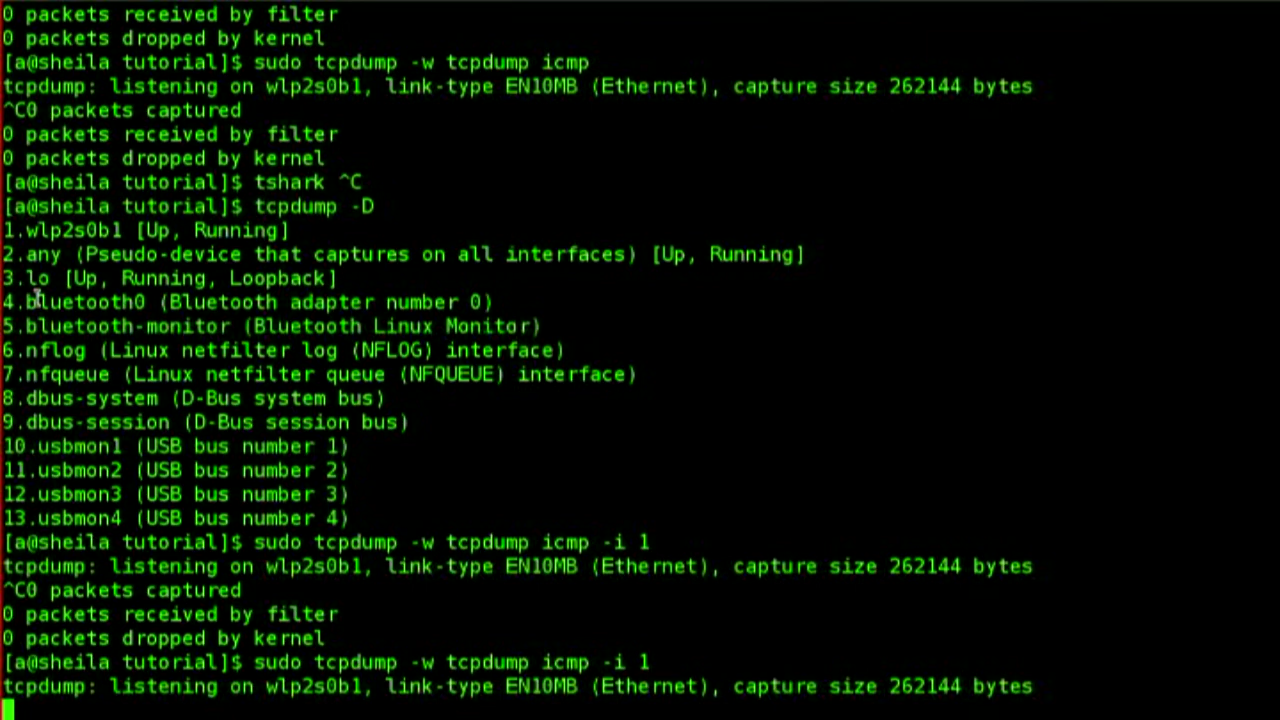 0 packets received by filter
0 packets dropped by kernel
[a@sheila tutorial]$ sudo tcpdump -w tcpdump icmp
tcpdump: listening on wlp2s0b1, link-type EN10MB (Ethernet), capture size 262144 bytes
^C0 packets captured
0 packets received by filter
0 packets dropped by kernel
[a@sheila tutorial]$ tshark ^C
[a@sheila tutorial]$ tcpdump -D
1.wlp2s0b1 [Up, Running]
2.any (Pseudo-device that captures on all interfaces) [Up, Running]
3.lo [Up, Running, Loopback]
4.bluetooth0 (Bluetooth adapter number 0)
5.bluetooth-monitor (Bluetooth Linux Monitor)
6.nflog (Linux netfilter log (NFLOG) interface)
7.nfqueue (Linux netfilter queue (NFQUEUE) interface)
8.dbus-system (D-Bus system bus)
9.dbus-session (D-Bus session bus)
10.usbmon1 (USB bus number 1)
11.usbmon2 (USB bus number 2)
12.usbmon3 (USB bus number 3)
13.usbmon4 (USB bus number 4)
[a@sheila tutorial]$ sudo tcpdump -w tcpdump icmp -i 1
tcpdump: listening on wlp2s0b1, link-type EN10MB (Ethernet), capture size 262144 bytes
^C0 packets captured
0 packets received by filter
0 packets dropped by kernel
[a@sheila tutorial]$ sudo tcpdump -w tcpdump icmp -i 1
tcpdump: listening on wlp2s0b1, link-type EN10MB (Ethernet), capture size 262144 bytes